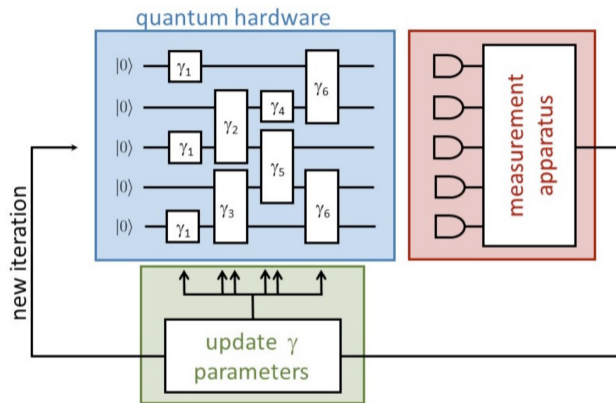 quantum hardware
|0⟩ γ₁ γ₆
|0⟩ γ₂ γ₄
|0⟩ γ₁ γ₅
|0⟩ γ₃ γ₆
|0⟩ γ₁
measurement
apparatus
new iteration
update γ
parameters